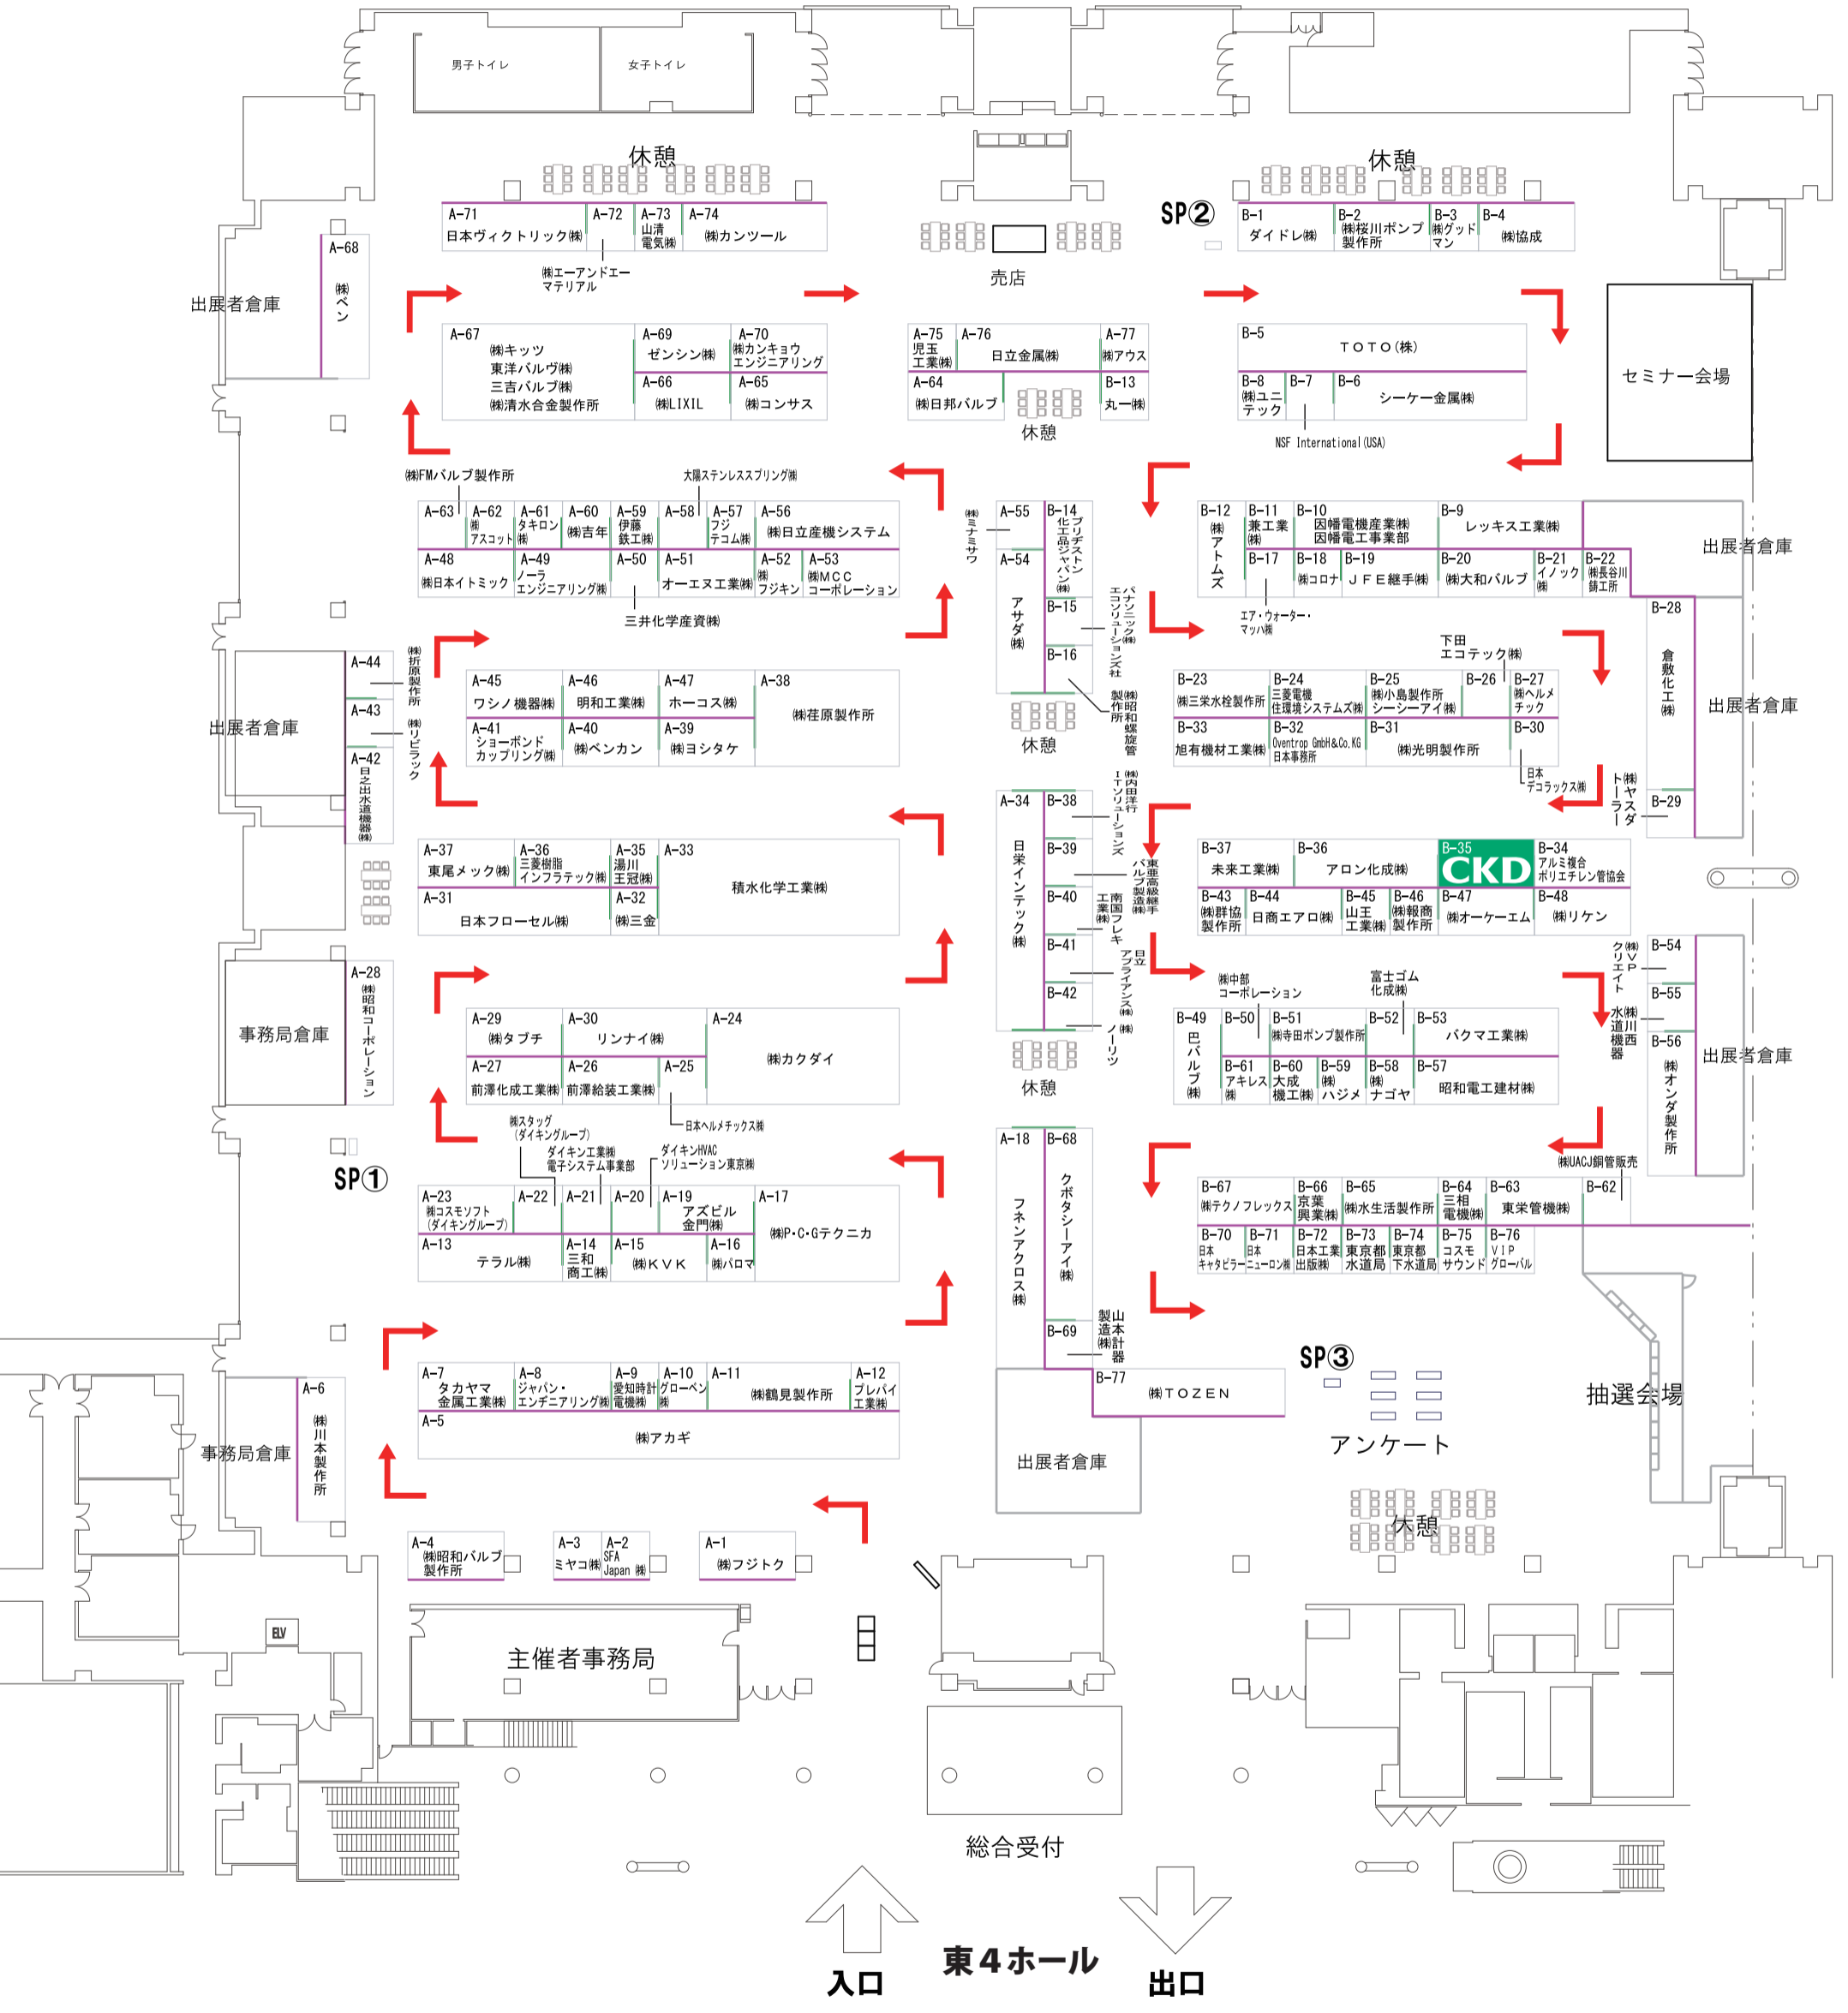 男子トイレ
女子トイレ
休憩
休憩
A-71
日本ヴィクトリック㈱
A-72
㈱エーアンドエー
マテリアル
A-73
山清
電気㈱
A-74
㈱カンツール
売店
SP②
B-1
ダイドレ㈱
B-2
㈱桜川ポンプ
製作所
B-3
㈱グッド
マン
B-4
㈱協成
A-68
㈱ベン
出展者倉庫
A-67
㈱キッツ
東洋バルヴ㈱
三吉バルブ㈱
㈱清水合金製作所
A-69
ゼンシン㈱
A-70
㈱カンキョウ
エンジニアリング
A-66
㈱LIXIL
A-65
㈱コンサス
A-75
児玉
工業㈱
A-76
日立金属㈱
A-77
㈱アウス
A-64
㈱日邦バルブ
休憩
B-13
丸一㈱
B-5
TOTO(株)
B-8
㈱ユニ
テック
B-7
NSF International(USA)
B-6
シーケー金属㈱
セミナー会場
㈱FMバルブ製作所
大陽ステンレススプリング㈱
A-63
A-62
㈱
アスコット
A-61
タキロン
㈱
A-60
㈱吉年
A-59
伊藤
鉄工㈱
A-58
A-57
フジ
テコム㈱
A-56
㈱日立産機システム
A-48
㈱日本イトミック
A-49
ノーラ
エンジニアリング㈱
A-50
三井化学産資㈱
A-51
オーエヌ工業㈱
A-52
㈱
フジキン
A-53
㈱MCC
コーポレーション
A-55
㈱ミナミサワ
A-54
アサダ㈱
B-14
ブリヂストン
化工品ジャパン㈱
B-15
パナソニック㈱
エコソリューションズ社
B-16
㈱昭和螺旋管
製作所
休憩
B-12
㈱アトムズ
B-11
兼工業
㈱
B-10
因幡電機産業㈱
因幡電工事業部
B-9
レッキス工業㈱
B-17
エア・ウォーター・
マッハ㈱
B-18
㈱コロナ
B-19
JFE継手㈱
B-20
㈱大和バルブ
B-21
イノック
㈱
B-22
㈱長谷川
鋳工所
出展者倉庫
B-28
倉敷化工㈱
出展者倉庫
B-29
㈱ヤスダ
トーラー
A-44
㈱折原製作所
A-43
㈱リビラック
A-42
日之出水道機器㈱
出展者倉庫
A-45
ワシノ機器㈱
A-46
明和工業㈱
A-47
ホーコス㈱
A-38
㈱荏原製作所
A-41
ショーボンド
カップリング㈱
A-40
㈱ベンカン
A-39
㈱ヨシタケ
B-23
㈱三栄水栓製作所
B-24
三菱電機
住環境システムズ㈱
B-25
㈱小島製作所
シーシーアイ㈱
下田
エコテック㈱
B-26
B-27
㈱ヘルメ
チック
B-33
旭有機材工業㈱
B-32
Oventrop GmbH&Co.KG
日本事務所
B-31
㈱光明製作所
B-30
日本
デコラックス㈱
A-37
東尾メック㈱
A-36
三菱樹脂
インフラテック㈱
A-35
湯川
王冠㈱
A-33
積水化学工業㈱
A-31
日本フローセル㈱
A-32
㈱三金
A-34
日栄インテック㈱
B-38
㈱内田洋行
ITソリューションズ
B-39
東亜高級継手
バルブ製造㈱
B-40
南国フレキ
工業㈱
B-41
日立
アプライアンス㈱
B-42
㈱
ノーリツ
休憩
B-37
未来工業㈱
B-36
アロン化成㈱
B-35
CKD
B-34
アルミ複合
ポリエチレン管協会
B-43
㈱群協
製作所
B-44
日商エアロ㈱
B-45
山王
工業㈱
B-46
㈱報商
製作所
B-47
㈱オーケーエム
B-48
㈱リケン
A-28
㈱昭和コーポレーション
事務局倉庫
A-29
㈱タブチ
A-30
リンナイ㈱
A-24
㈱カクダイ
A-27
前澤化成工業㈱
A-26
前澤給装工業㈱
A-25
日本ヘルメチックス㈱
B-49
巴バルブ㈱
㈱中部
コーポレーション
B-50
B-51
㈱寺田ポンプ製作所
富士ゴム
化成㈱
B-52
B-53
バクマ工業㈱
B-61
アキレス
㈱
B-60
大成
機工㈱
B-59
㈱
ハジメ
B-58
㈱
ナゴヤ
B-57
昭和電工建材㈱
B-54
㈱VP
クリエイト
B-55
㈱川西
水道機器
B-56
㈱オンダ製作所
出展者倉庫
SP①
㈱スタッグ
(ダイキングループ)
ダイキン工業㈱
電子システム事業部
ダイキンHVAC
ソリューション東京㈱
A-23
㈱コスモソフト
(ダイキングループ)
A-22
A-21
A-20
A-19
アズビル
金門㈱
A-17
㈱P・C・Gテクニカ
A-13
テラル㈱
A-14
三和
商工㈱
A-15
㈱KVK
A-16
㈱パロマ
A-18
フネンアクロス㈱
B-68
クボタシーアイ㈱
B-69
山本計器
製造㈱
B-77
㈱TOZEN
出展者倉庫
㈱UACJ銅管販売
B-67
㈱テクノフレックス
B-66
京葉
興業㈱
B-65
㈱水生活製作所
B-64
三相
電機㈱
B-63
東栄管機㈱
B-62
B-70
日本
キャタピラー
B-71
日本
ニューロン㈱
B-72
日本工業
出版㈱
B-73
東京都
水道局
B-74
東京都
下水道局
B-75
コスモ
サウンド
B-76
VIP
グローバル
SP③
アンケート
抽選会場
休憩
A-7
タカヤマ
金属工業㈱
A-8
ジャパン・
エンヂニアリング㈱
A-9
愛知時計
電機㈱
A-10
グローベン
㈱
A-11
㈱鶴見製作所
A-12
プレパイ
工業㈱
A-5
㈱アカギ
A-6
㈱川本製作所
事務局倉庫
A-4
㈱昭和バルブ
製作所
A-3
ミヤコ㈱
A-2
SFA
Japan ㈱
A-1
㈱フジトク
ELV
主催者事務局
総合受付
東4ホール
入口
出口